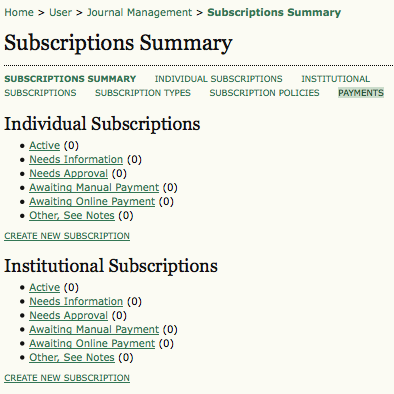 Home > User > Journal Management > Subscriptions Summary
Subscriptions Summary
SUBSCRIPTIONS SUMMARY INDIVIDUAL SUBSCRIPTIONS INSTITUTIONAL
SUBSCRIPTIONS SUBSCRIPTION TYPES SUBSCRIPTION POLICIES PAYMENTS
Individual Subscriptions
• Active (0)
• Needs Information (0)
• Needs Approval (0)
• Awaiting Manual Payment (0)
• Awaiting Online Payment (0)
• Other, See Notes (0)
CREATE NEW SUBSCRIPTION
Institutional Subscriptions
• Active (0)
• Needs Information (0)
• Needs Approval (0)
• Awaiting Manual Payment (0)
• Awaiting Online Payment (0)
• Other, See Notes (0)
CREATE NEW SUBSCRIPTION